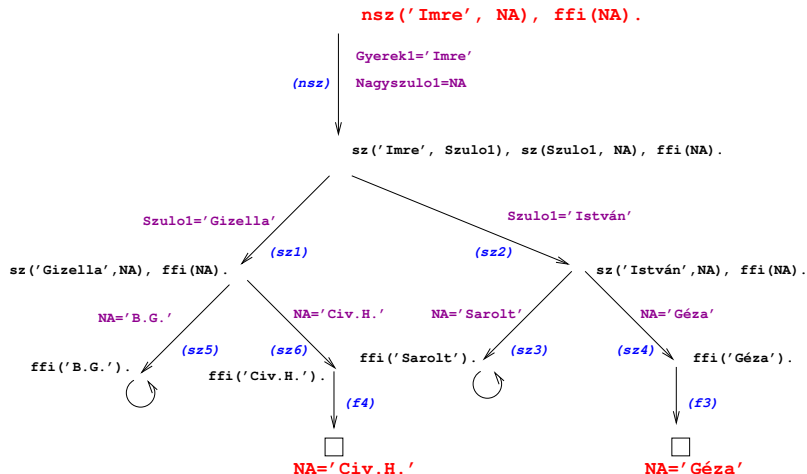 nsz('Imre', NA), ffi(NA).
Gyerek1='Imre'
(nsz)
Nagyszulo1=NA
sz('Imre', Szulo1), sz(Szulo1, NA), ffi(NA).
Szulo1='Gizella'
Szulo1='István'
(sz1)
(sz2)
sz('Gizella',NA), ffi(NA).
sz('István',NA), ffi(NA).
NA='B.G.'
NA='Civ.H.'
NA='Sarolt'
NA='Géza'
(sz5)
(sz6)
(sz3)
(sz4)
ffi('B.G.').
ffi('Civ.H.').
ffi('Sarolt').
ffi('Géza').
(f4)
(f3)
NA='Civ.H.'
NA='Géza'